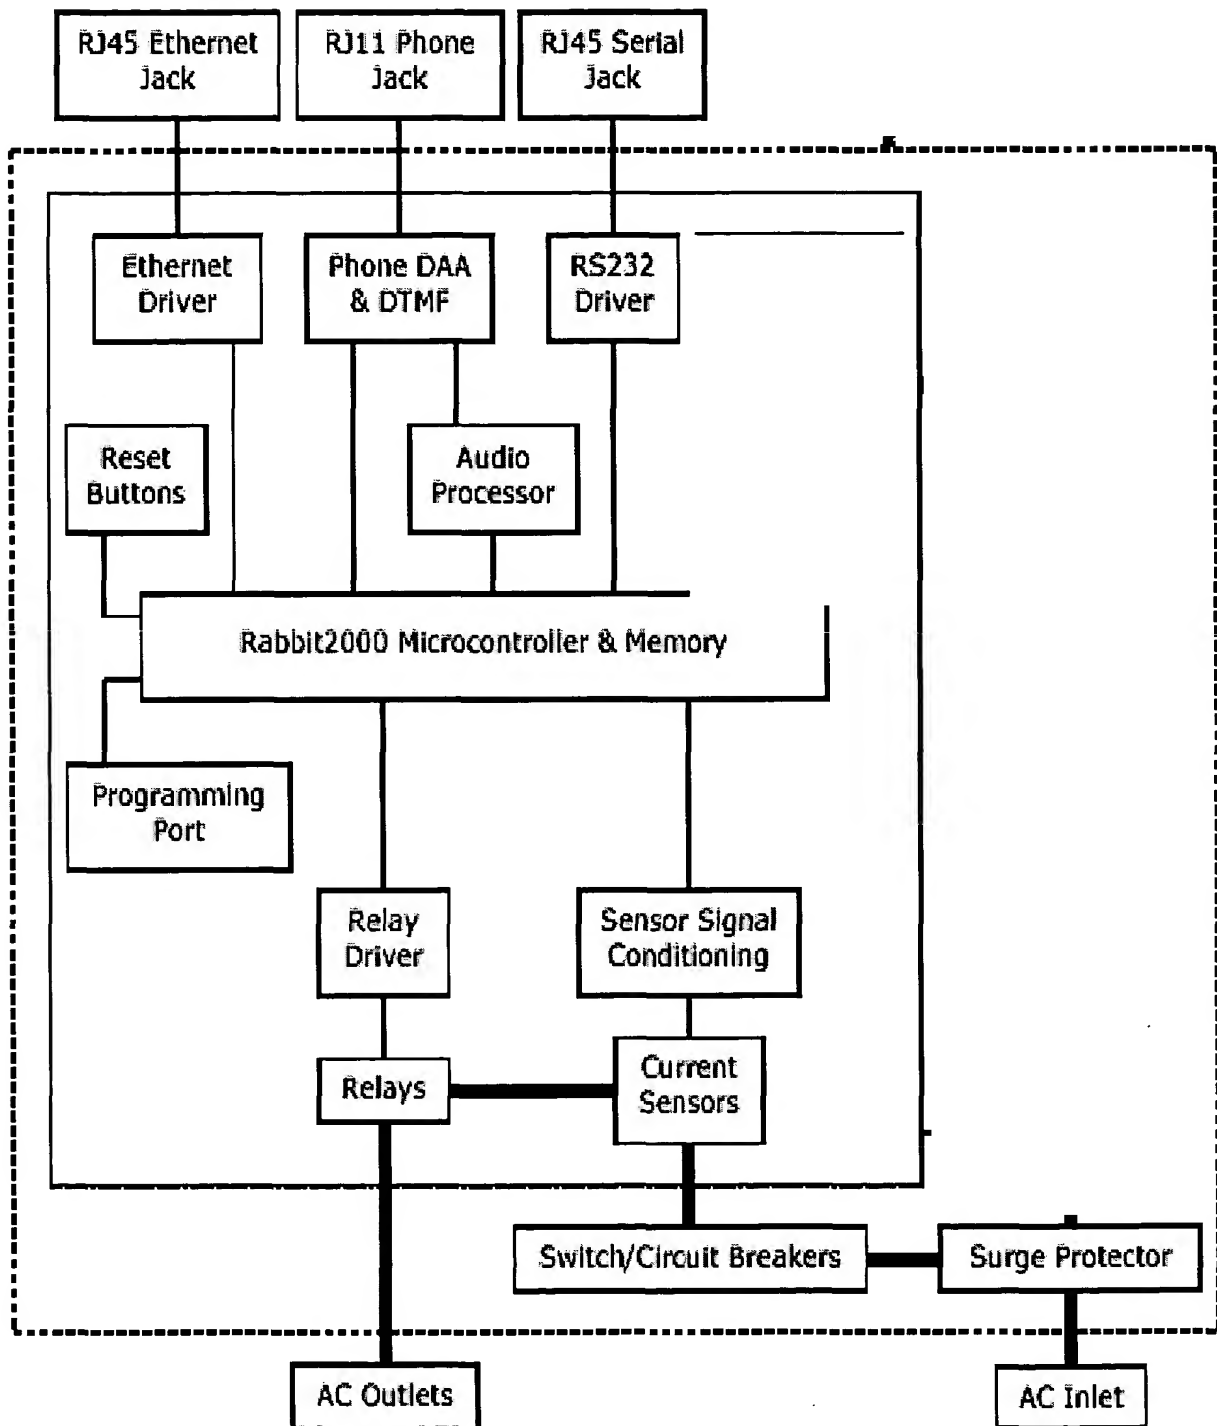 RJ45 Ethernet
Jack
RJ11 Phone
Jack
RJ45 Serial
Jack
Ethernet
Driver
Phone DAA
& DTMF
RS232
Driver
Reset
Buttons
Audio
Processor
Rabbit2000 Microcontroller & Memory
Programming
Port
Relay
Driver
Sensor Signal
Conditioning
Relays
Current
Sensors
Switch/Circuit Breakers
Surge Protector
AC Outlets
AC Inlet